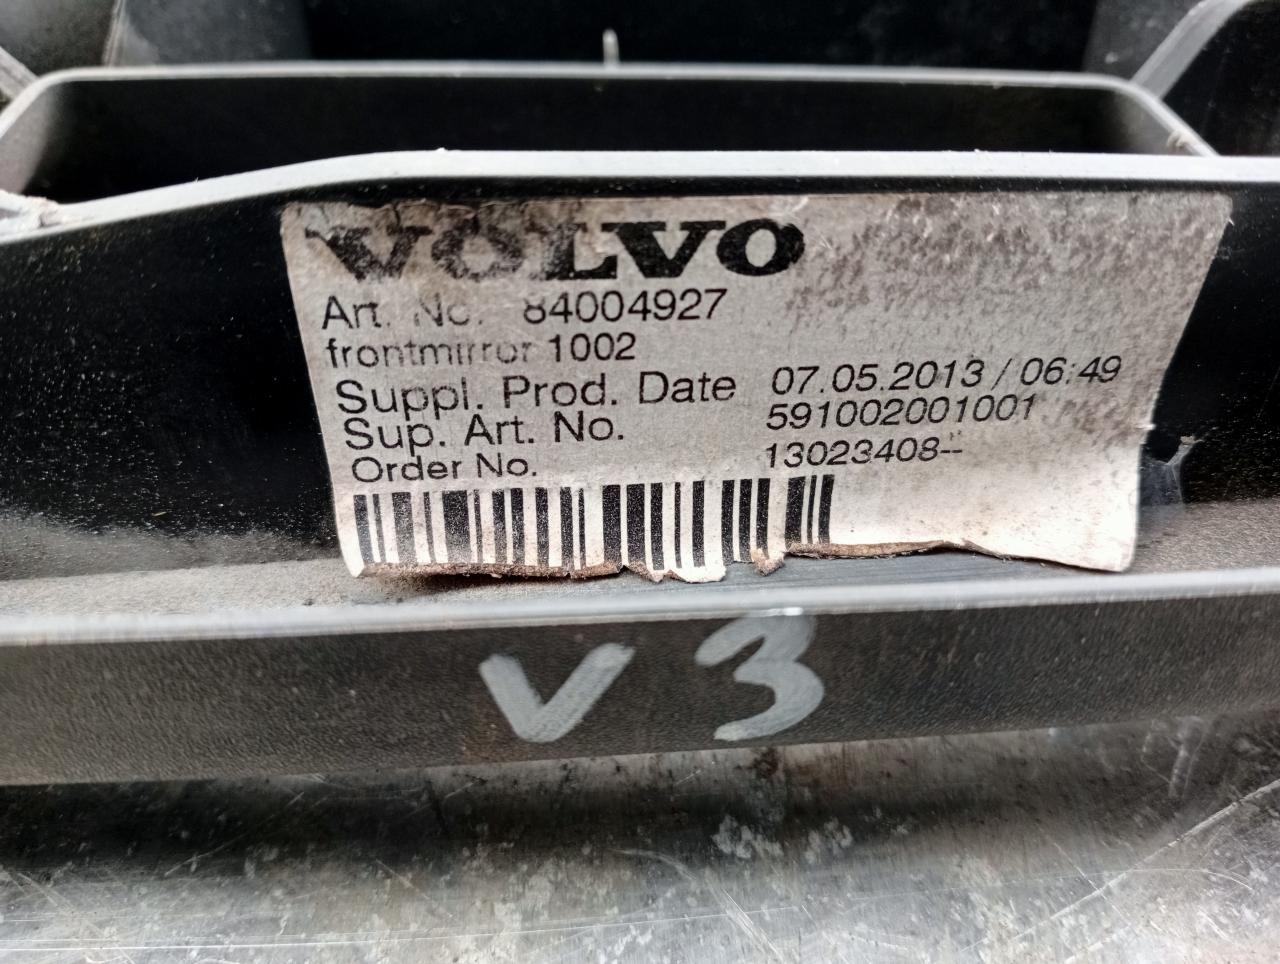 VOLVO
Art. No. 84004927
frontmirror 1002
Suppl. Prod. Date 07.05.2013 / 06:49
Sup. Art. No. 591002001001
Order No. 13023408--
V 3